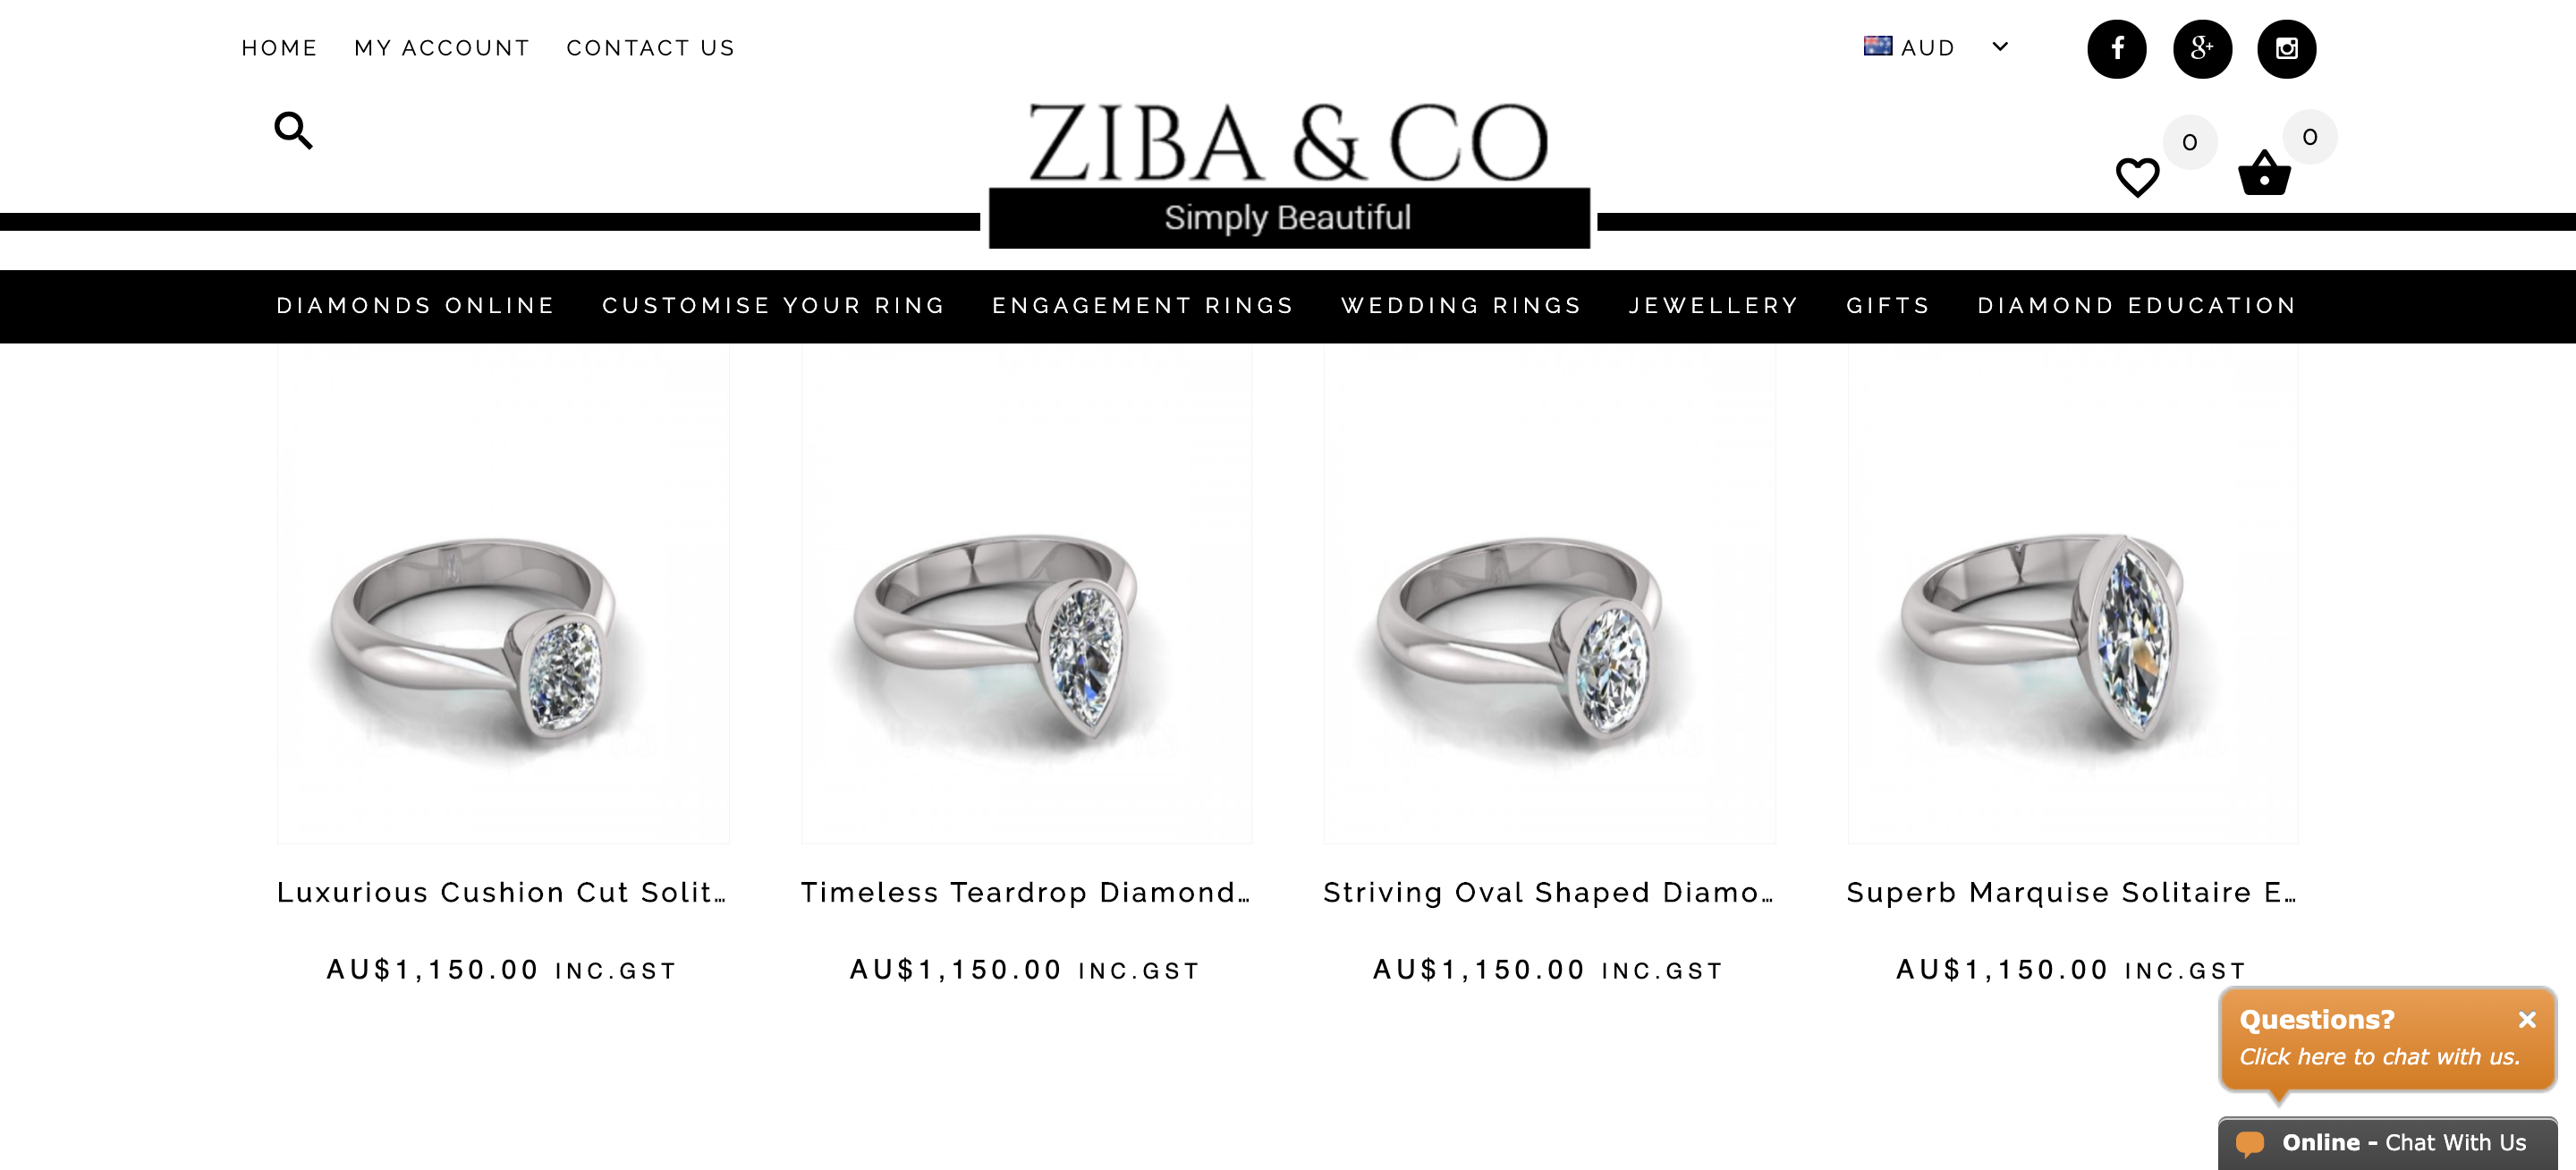 HOME MY ACCOUNT CONTACT US AUD
ZIBA & CO
0 0
Simply Beautiful
DIAMONDS ONLINE CUSTOMISE YOUR RING ENGAGEMENT RINGS WEDDING RINGS JEWELLERY GIFTS DIAMOND EDUCATION
Luxurious Cushion Cut Solit...
AU$1,150.00 INC.GST
Timeless Teardrop Diamond...
AU$1,150.00 INC.GST
Striving Oval Shaped Diamo...
AU$1,150.00 INC.GST
Superb Marquise Solitaire E...
AU$1,150.00 INC.GST
Questions?
Click here to chat with us.
Online - Chat With Us